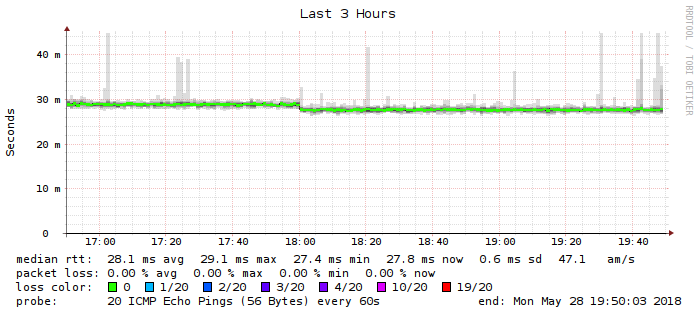 Last 3 Hours
RRDTOOL / TOBI OETIKER
Seconds
40 m
30 m
20 m
10 m
0
17:00 17:20 17:40 18:00 18:20 18:40 19:00 19:20 19:40
median rtt: 28.1 ms avg 29.1 ms max 27.4 ms min 27.8 ms now 0.6 ms sd 47.1 am/s
packet loss: 0.00 % avg 0.00 % max 0.00 % min 0.00 % now
loss color: 0 1/20 2/20 3/20 4/20 10/20 19/20
probe: 20 ICMP Echo Pings (56 Bytes) every 60s end: Mon May 28 19:50:03 2018